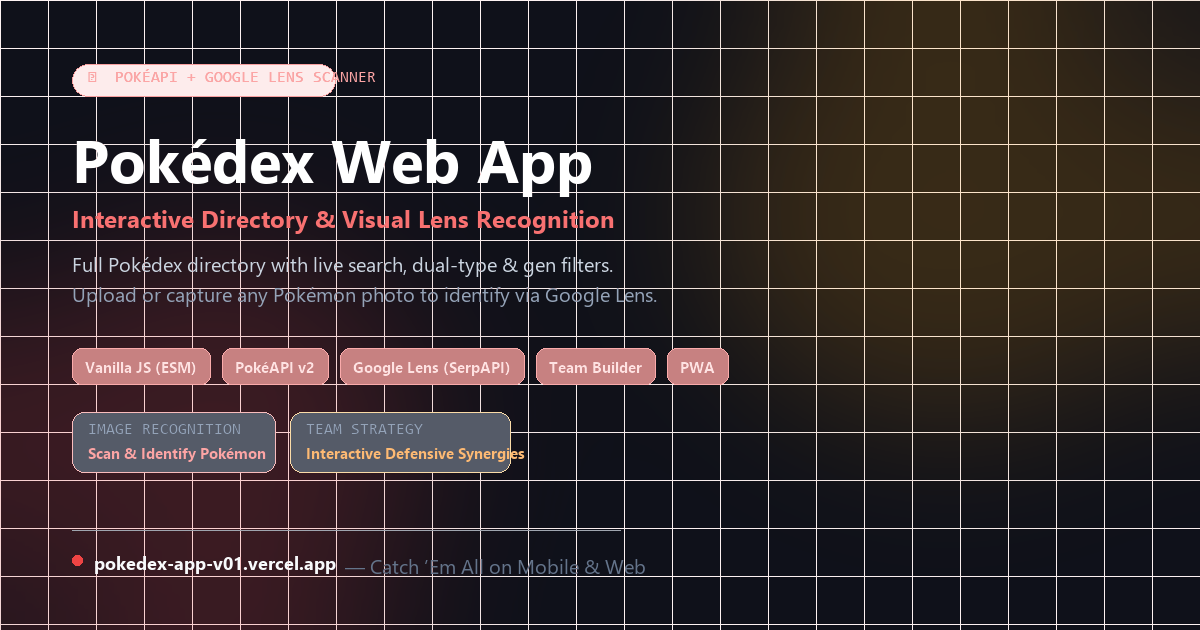 POKÉAPI + GOOGLE LENS SCANNER
Pokédex Web App
Interactive Directory & Visual Lens Recognition
Full Pokédex directory with live search, dual-type & gen filters.
Upload or capture any Pokémon photo to identify via Google Lens.
Vanilla JS (ESM) PokéAPI v2 Google Lens (SerpAPI) Team Builder PWA
IMAGE RECOGNITION TEAM STRATEGY
Scan & Identify Pokémon Interactive Defensive Synergies
pokedex-app-v01.vercel.app — Catch ’Em All on Mobile & Web